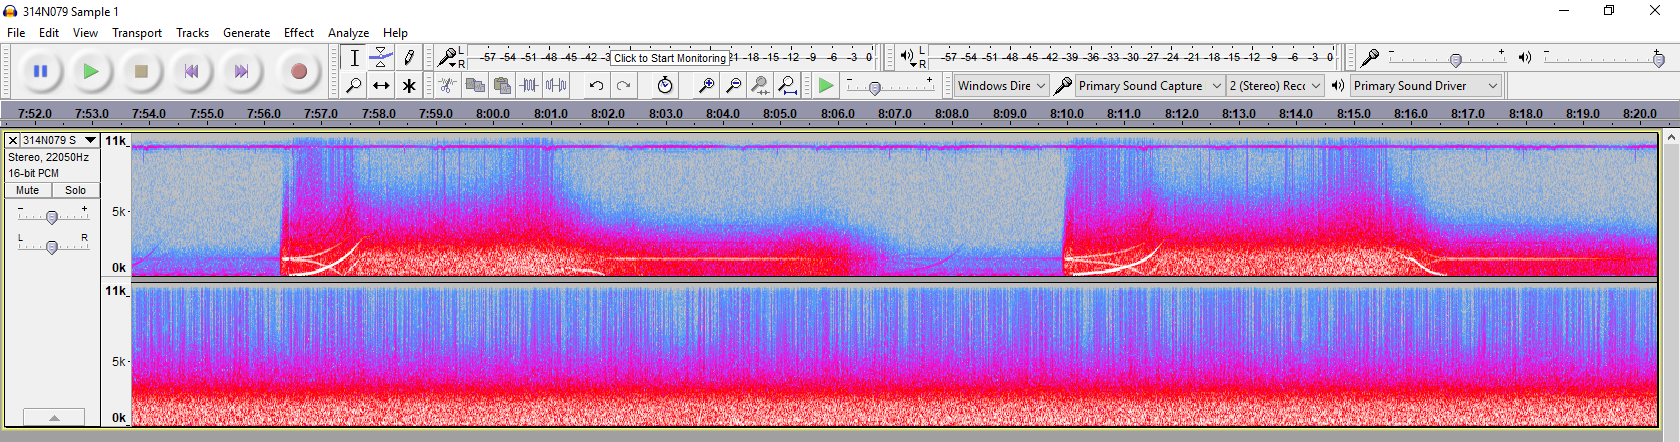 314N079 Sample 1
File Edit View Transport Tracks Generate Effect Analyze Help
L R -57 -54 -51 -48 -45 -42 -3 Click to Start Monitoring 21 -18 -15 -12 -9 -6 -3 0
L R -57 -54 -51 -48 -45 -42 -39 -36 -33 -30 -27 -24 -21 -18 -15 -12 -9 -6 -3 0
- + - +
- + Windows Dire Primary Sound Capture 2 (Stereo) Recc Primary Sound Driver
7:52.0 7:53.0 7:54.0 7:55.0 7:56.0 7:57.0 7:58.0 7:59.0 8:00.0 8:01.0 8:02.0 8:03.0 8:04.0 8:05.0 8:06.0 8:07.0 8:08.0 8:09.0 8:10.0 8:11.0 8:12.0 8:13.0 8:14.0 8:15.0 8:16.0 8:17.0 8:18.0 8:19.0 8:20.0
314N079 S 11k
Stereo, 22050Hz
16-bit PCM
Mute Solo
- + 5k
L R
0k
11k
5k
0k